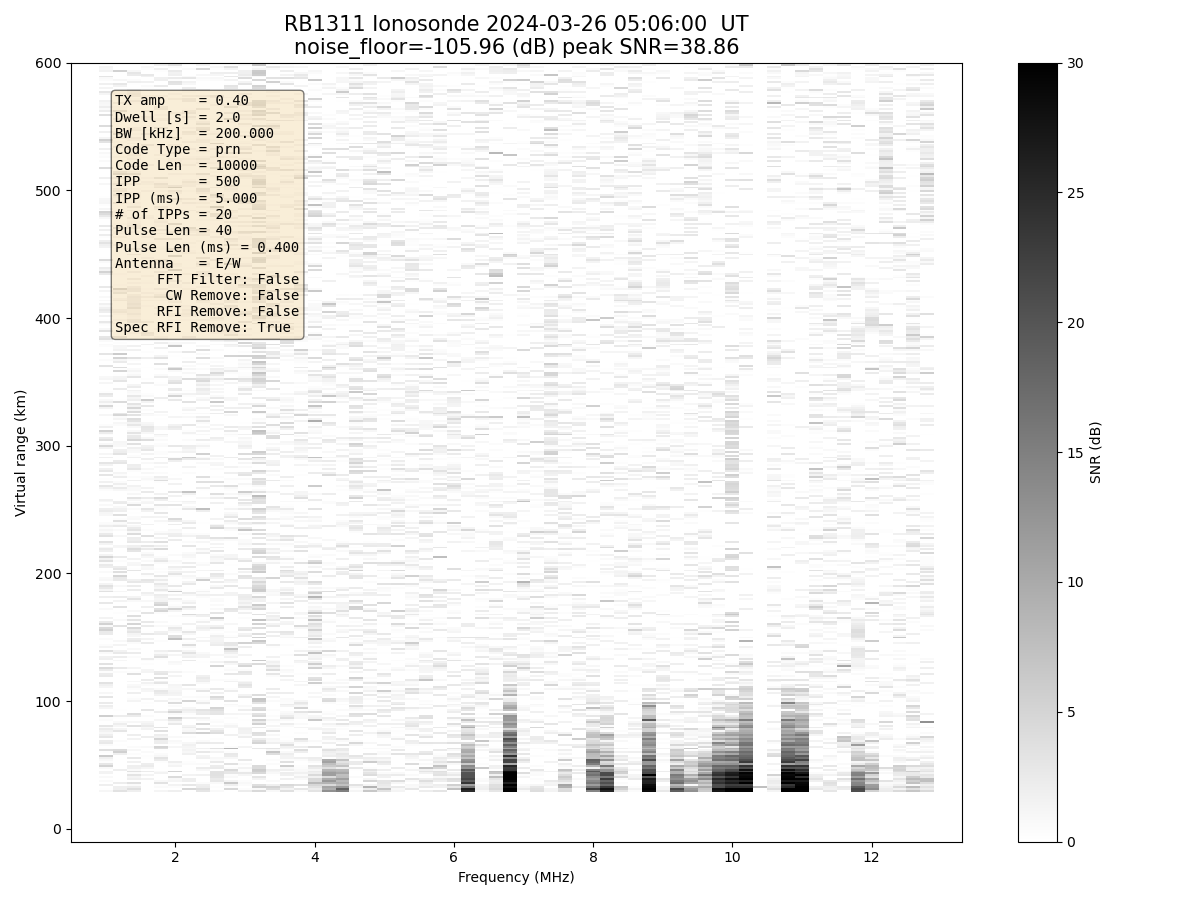 RB1311 Ionosonde 2024-03-26 05:06:00  UT
noise_floor=-105.96 (dB) peak SNR=38.86
TX amp    = 0.40
Dwell [s] = 2.0
BW [kHz]  = 200.000
Code Type = prn
Code Len  = 10000
IPP       = 500
IPP (ms)  = 5.000
# of IPPs = 20
Pulse Len = 40
Pulse Len (ms) = 0.400
Antenna   = E/W
FFT Filter: False
CW Remove: False
RFI Remove: False
Spec RFI Remove: True
Virtual range (km)
600
500
400
300
200
100
0
2
4
6
8
10
12
Frequency (MHz)
30
25
20
15
10
5
0
SNR (dB)